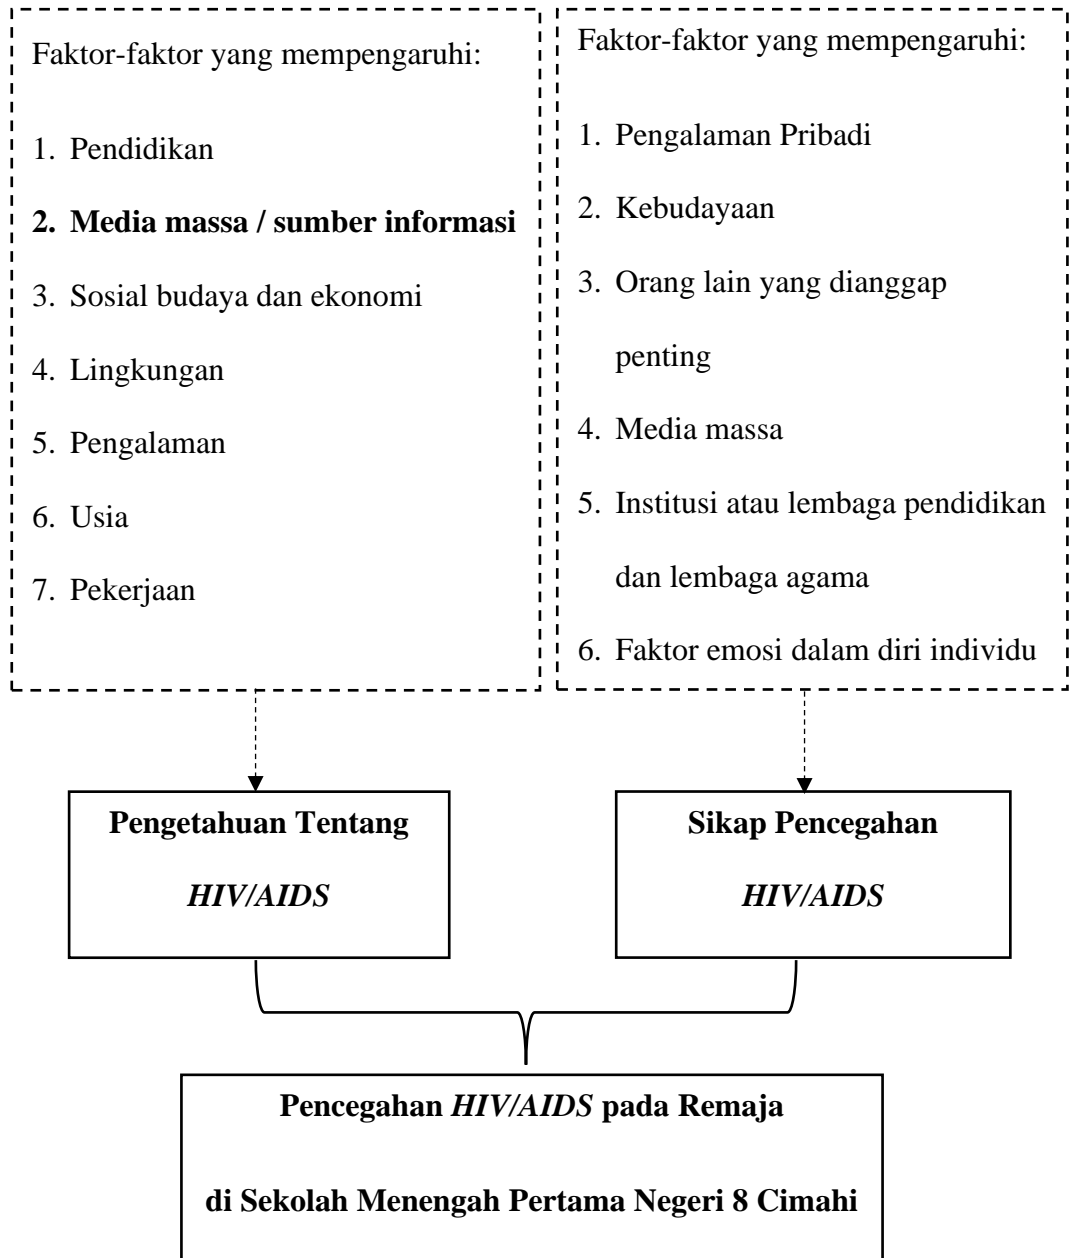 Faktor-faktor yang mempengaruhi:
1. Pendidikan
2. Media massa / sumber informasi
3. Sosial budaya dan ekonomi
4. Lingkungan
5. Pengalaman
6. Usia
7. Pekerjaan
Faktor-faktor yang mempengaruhi:
1. Pengalaman Pribadi
2. Kebudayaan
3. Orang lain yang dianggap
penting
4. Media massa
5. Institusi atau lembaga pendidikan
dan lembaga agama
6. Faktor emosi dalam diri individu
Pengetahuan Tentang
HIV/AIDS
Sikap Pencegahan
HIV/AIDS
Pencegahan HIV/AIDS pada Remaja
di Sekolah Menengah Pertama Negeri 8 Cimahi